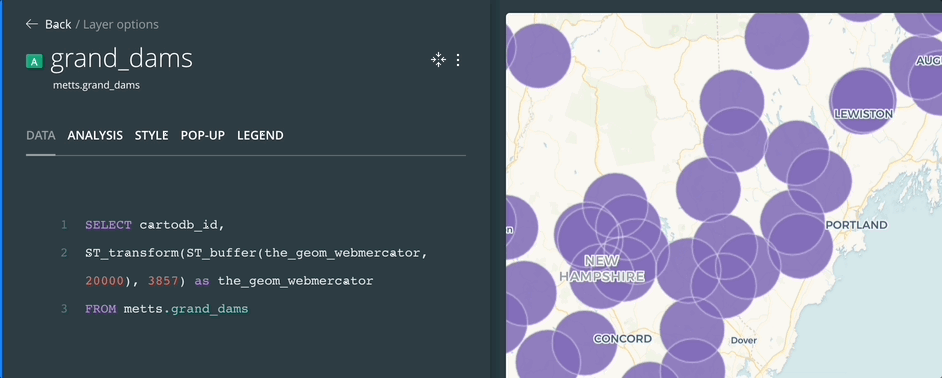 ← Back / Layer options
A grand_dams
metts.grand_dams
DATA ANALYSIS STYLE POP-UP LEGEND
1 SELECT cartodb_id,
2 ST_transform(ST_buffer(the_geom_webmercator,
20000), 3857) as the_geom_webmercator
3 FROM metts.grand_dams
AUG
LEWISTON
PORTLAND
n
NEW
HAMPSHIRE
CONCORD
Dover